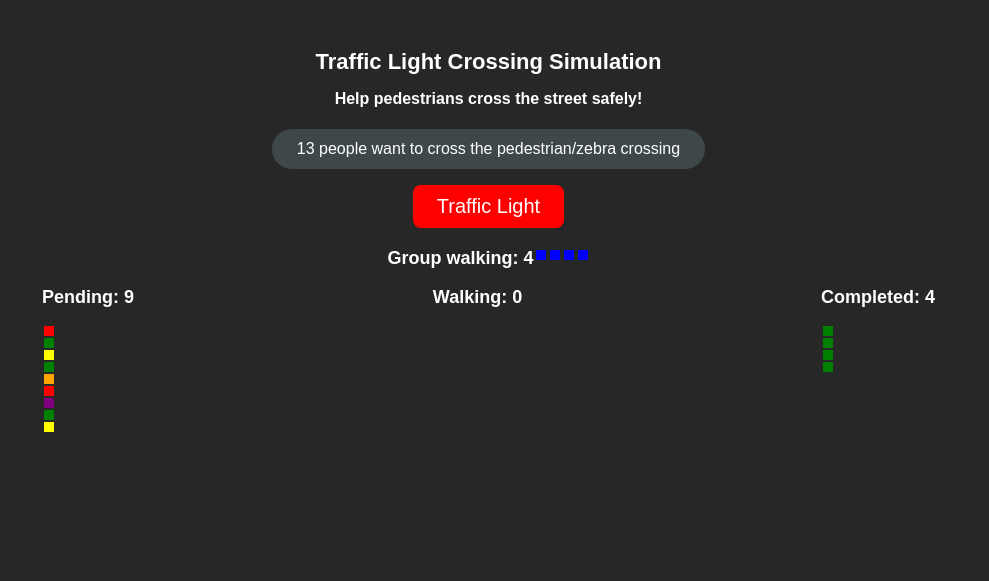 Traffic Light Crossing Simulation
Help pedestrians cross the street safely!
13 people want to cross the pedestrian/zebra crossing
Traffic Light
Group walking: 4
Pending: 9
Walking: 0
Completed: 4